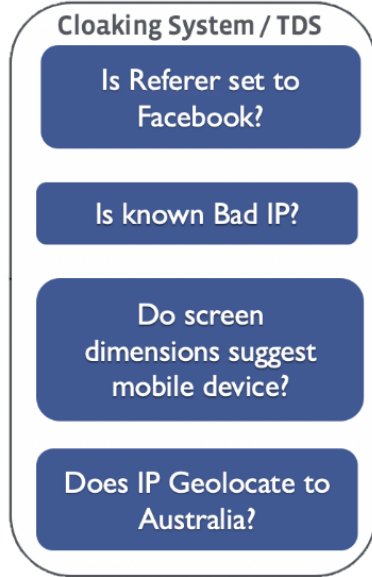 Cloaking System / TDS
Is Referer set to
Facebook?
Is known Bad IP?
Do screen
dimensions suggest
mobile device?
Does IP Geolocate to
Australia?